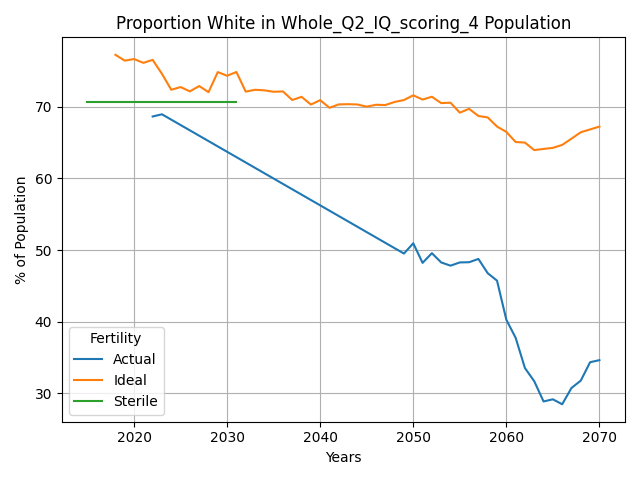 Proportion White in Whole_Q2_IQ_scoring_4 Population
% of Population
70
60
50
40
30
Fertility
Actual
Ideal
Sterile
2020 2030 2040 2050 2060 2070
Years